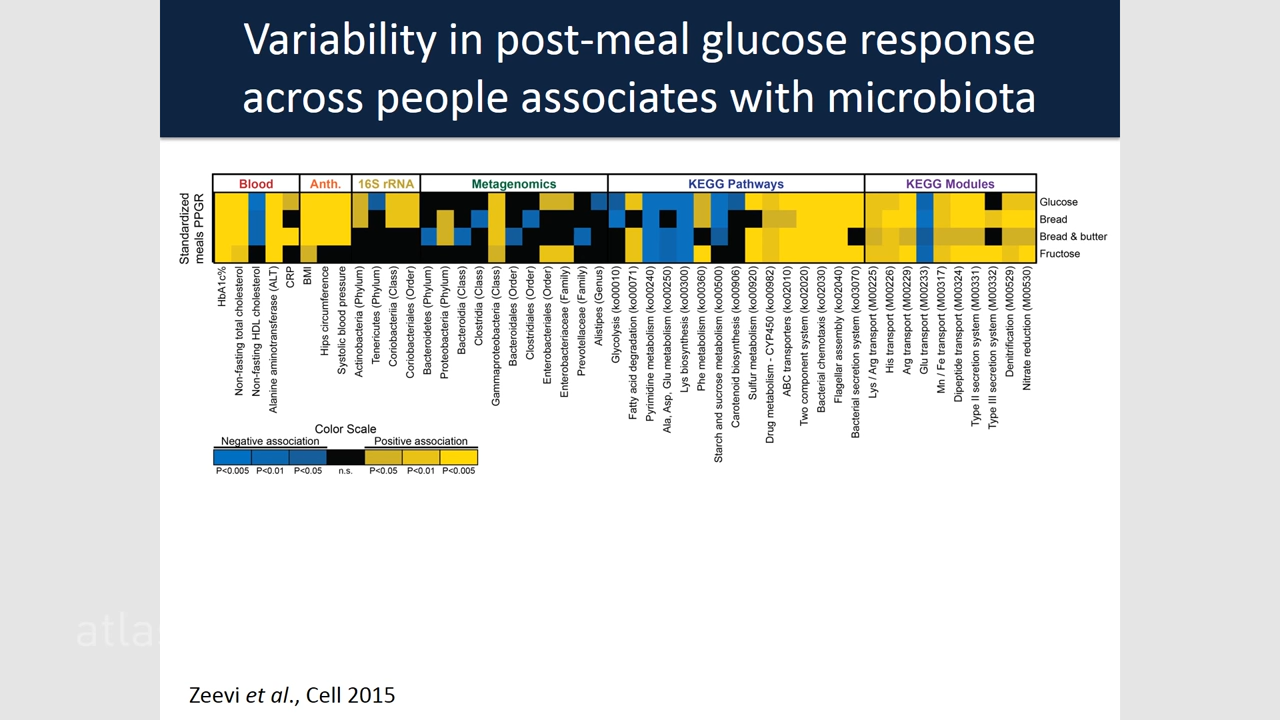 Variability in post-meal glucose response
across people associates with microbiota
Blood
Anth.
16S rRNA
Metagenomics
KEGG Pathways
KEGG Modules
Standardized
meals PPGR
Glucose
Bread
Bread & butter
Fructose
HbA1c%
Non-fasting total cholesterol
Non-fasting HDL cholesterol
Alanine aminotransferase (ALT)
CRP
BMI
Hips circumference
Systolic blood pressure
Actinobacteria (Phylum)
Tenericutes (Phylum)
Coriobacteriia (Class)
Coriobacteriales (Order)
Bacteroidetes (Phylum)
Proteobacteria (Phylum)
Bacteroidia (Class)
Clostridia (Class)
Gammaproteobacteria (Class)
Bacteroidales (Order)
Clostridiales (Order)
Enterobacteriales (Order)
Enterobacteriaceae (Family)
Prevotellaceae (Family)
Alistipes (Genus)
Glycolysis (ko00010)
Fatty acid degradation (ko00071)
Pyrimidine metabolism (ko00240)
Ala, Asp, Glu metabolism (ko00250)
Lys biosynthesis (ko00300)
Phe metabolism (ko00360)
Starch and sucrose metabolism (ko00500)
Carotenoid biosynthesis (ko00906)
Sulfur metabolism (ko00920)
Drug metabolism - CYP450 (ko00982)
ABC transporters (ko02010)
Two component system (ko02020)
Bacterial chemotaxis (ko02030)
Flagellar assembly (ko02040)
Bacterial secretion system (ko03070)
Lys / Arg transport (M00225)
His transport (M00226)
Arg transport (M00229)
Glu transport (M00233)
Mn / Fe transport (M00317)
Dipeptide transport (M00324)
Type II secretion system (M00331)
Type III secretion system (M00332)
Denitrification (M00529)
Nitrate reduction (M00530)
Color Scale
Negative association
Positive association
P<0.005
P<0.01
P<0.05
n.s.
P<0.05
P<0.01
P<0.005
atlas
Zeevi et al., Cell 2015